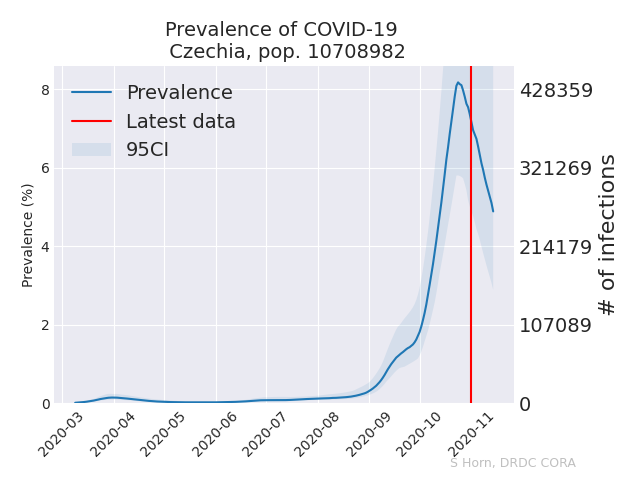 Prevalence of COVID-19
Czechia, pop. 10708982
Prevalence
Latest data
95CI
Prevalence (%)
8
6
4
2
0
428359
321269
214179
107089
0
# of infections
2020-03
2020-04
2020-05
2020-06
2020-07
2020-08
2020-09
2020-10
2020-11
S Horn, DRDC CORA